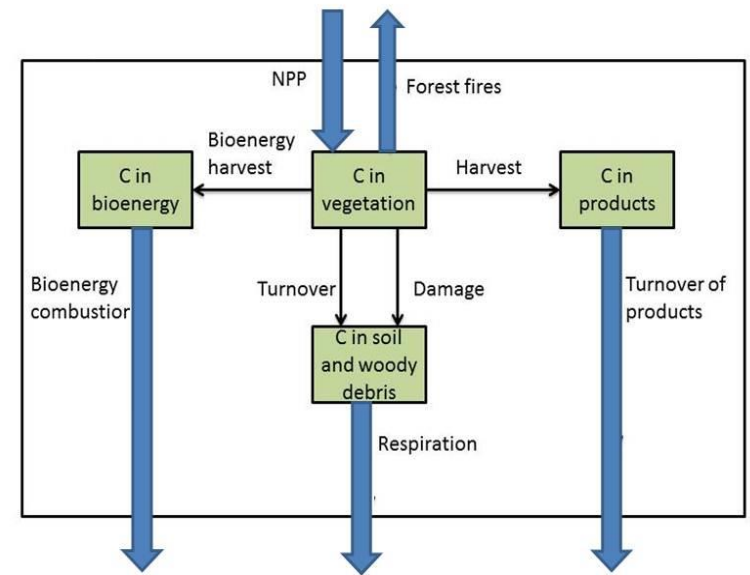 NPP
Forest fires
Bioenergy
harvest
Harvest
C in
bioenergy
C in
vegetation
C in
products
Bioenergy
combustior
Turnover
Damage
Turnover of
products
C in soil
and woody
debris
Respiration